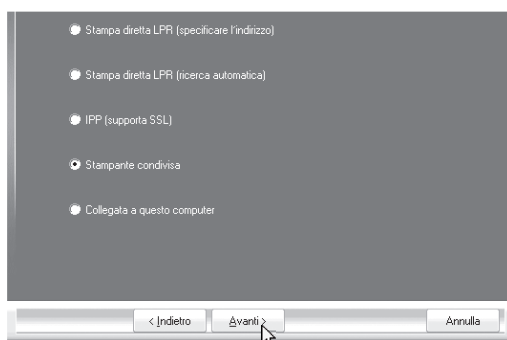 Stampa diretta LPR (specificare l'indirizzo)
Stampa diretta LPR (ricerca automatica)
IPP (supporta SSL)
Stampante condivisa
Collegata a questo computer
< Indietro Avanti > Annulla